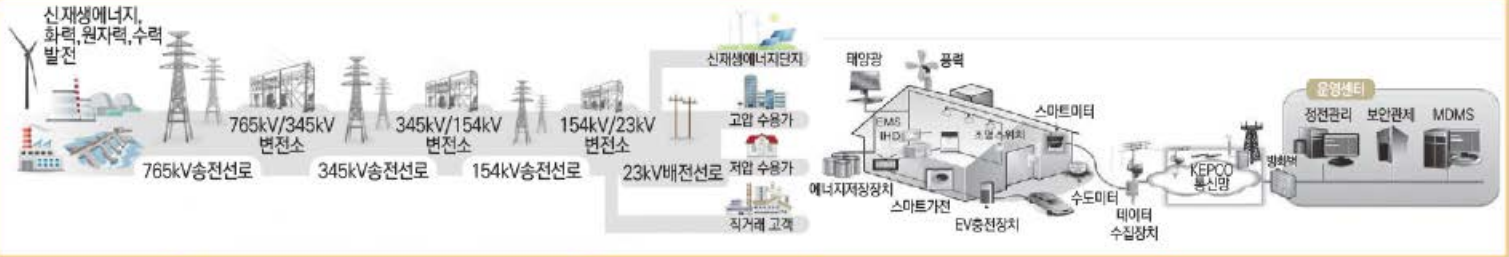 신재생에너지,
화력,원자력,수력
발전
765kV송전선로
765kV/345kV
변전소
345kV송전선로
345kV/154kV
변전소
154kV송전선로
154kV/23kV
변전소
23kV배전선로
신재생에너지단지
고압 수용가
저압 수용가
직거래 고객
태양광
풍력
EMS
IHD
조명스위치
스마트미터
에너지저장장치
스마트가전
EV충전장치
수도미터
데이터
수집장치
KEPCO
통신망
방화벽
운영센터
정전관리
보안관제
MDMS